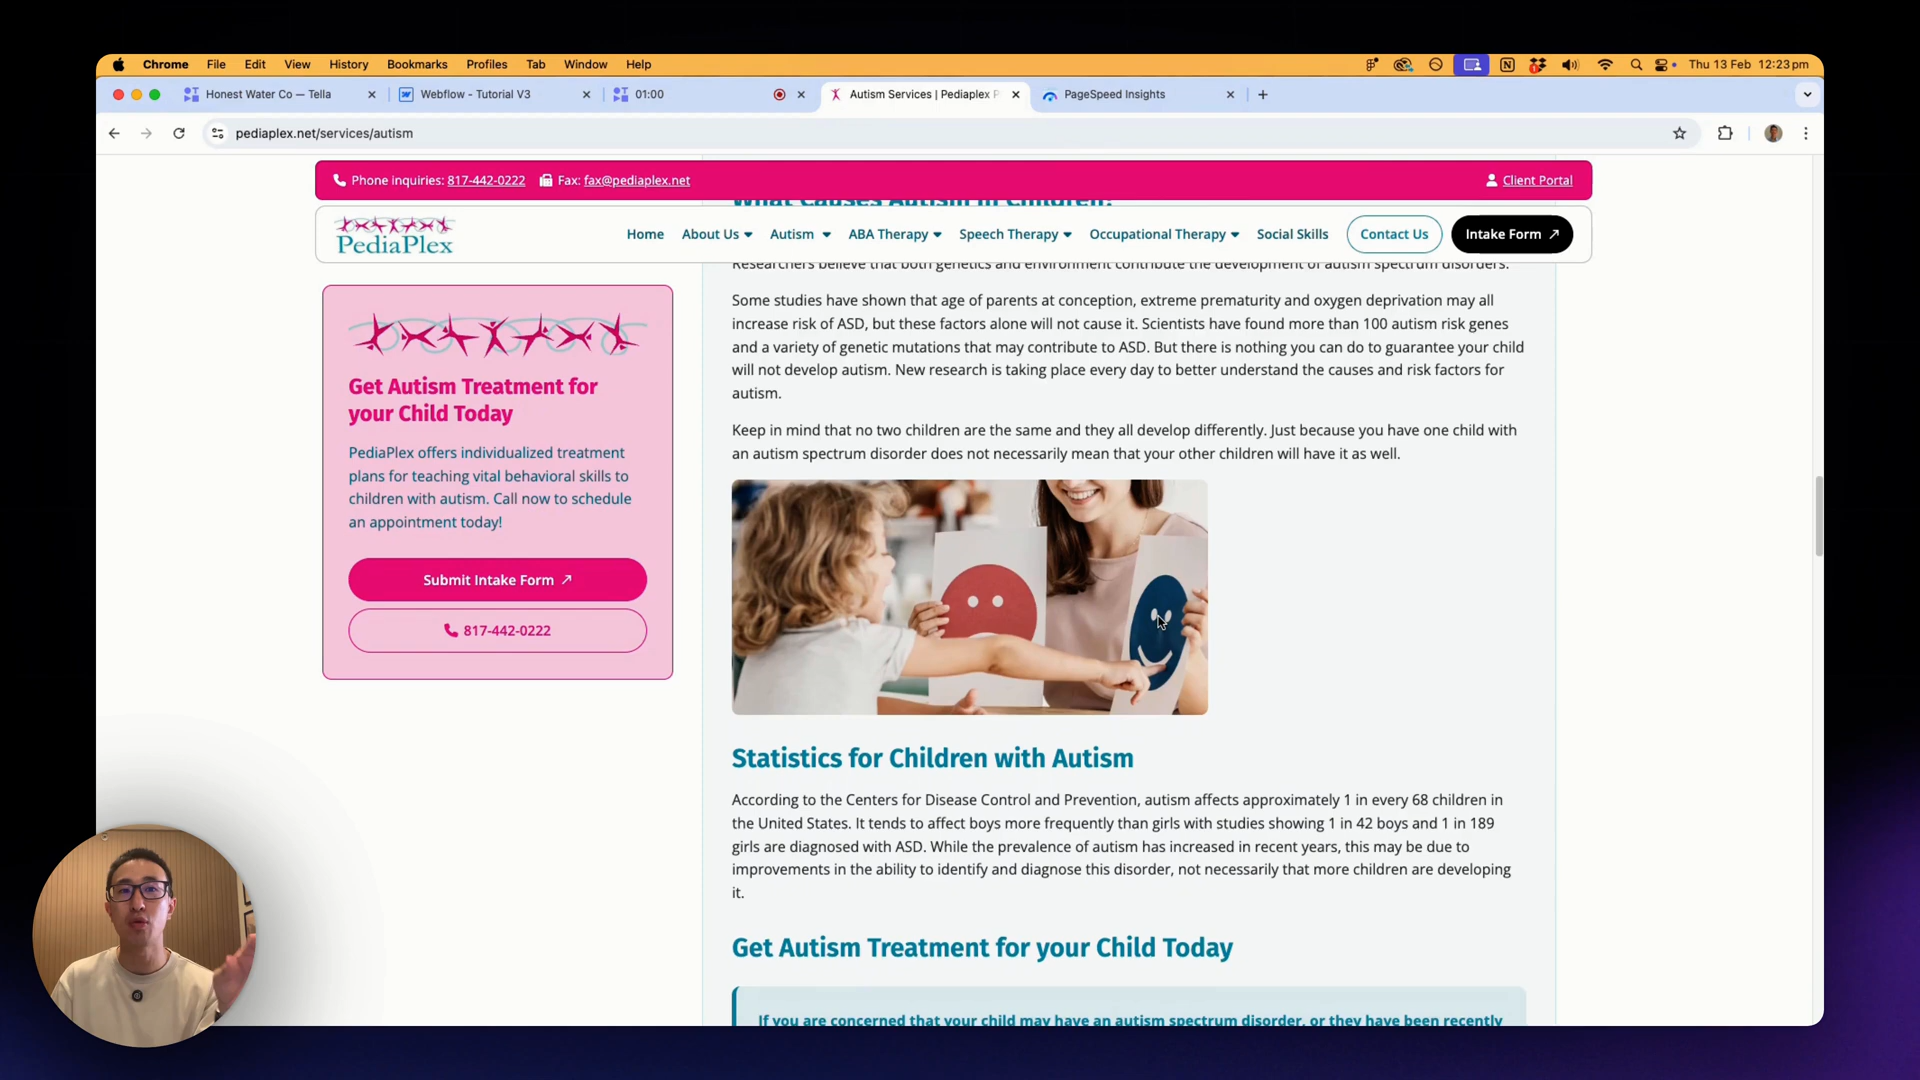 Chrome File Edit View History Bookmarks Profiles Tab Window Help Thu 13 Feb 12:23 pm
Honest Water Co — Tella
Webflow - Tutorial V3
01:00
Autism Services | Pediaplex P
PageSpeed Insights
pediaplex.net/services/autism
Phone inquiries: 817-442-0222 Fax: fax@pediaplex.net Client Portal
What Causes Autism in Children?
PediaPlex
Home About Us Autism ABA Therapy Speech Therapy Occupational Therapy Social Skills Contact Us Intake Form
Researchers believe that both genetics and environment contribute the development of autism spectrum disorders.
Some studies have shown that age of parents at conception, extreme prematurity and oxygen deprivation may all
increase risk of ASD, but these factors alone will not cause it. Scientists have found more than 100 autism risk genes
and a variety of genetic mutations that may contribute to ASD. But there is nothing you can do to guarantee your child
will not develop autism. New research is taking place every day to better understand the causes and risk factors for
autism.
Keep in mind that no two children are the same and they all develop differently. Just because you have one child with
an autism spectrum disorder does not necessarily mean that your other children will have it as well.
Get Autism Treatment for
your Child Today
PediaPlex offers individualized treatment
plans for teaching vital behavioral skills to
children with autism. Call now to schedule
an appointment today!
Submit Intake Form
817-442-0222
Statistics for Children with Autism
According to the Centers for Disease Control and Prevention, autism affects approximately 1 in every 68 children in
the United States. It tends to affect boys more frequently than girls with studies showing 1 in 42 boys and 1 in 189
girls are diagnosed with ASD. While the prevalence of autism has increased in recent years, this may be due to
improvements in the ability to identify and diagnose this disorder, not necessarily that more children are developing
it.
Get Autism Treatment for your Child Today
If you are concerned that your child may have an autism spectrum disorder, or they have been recently